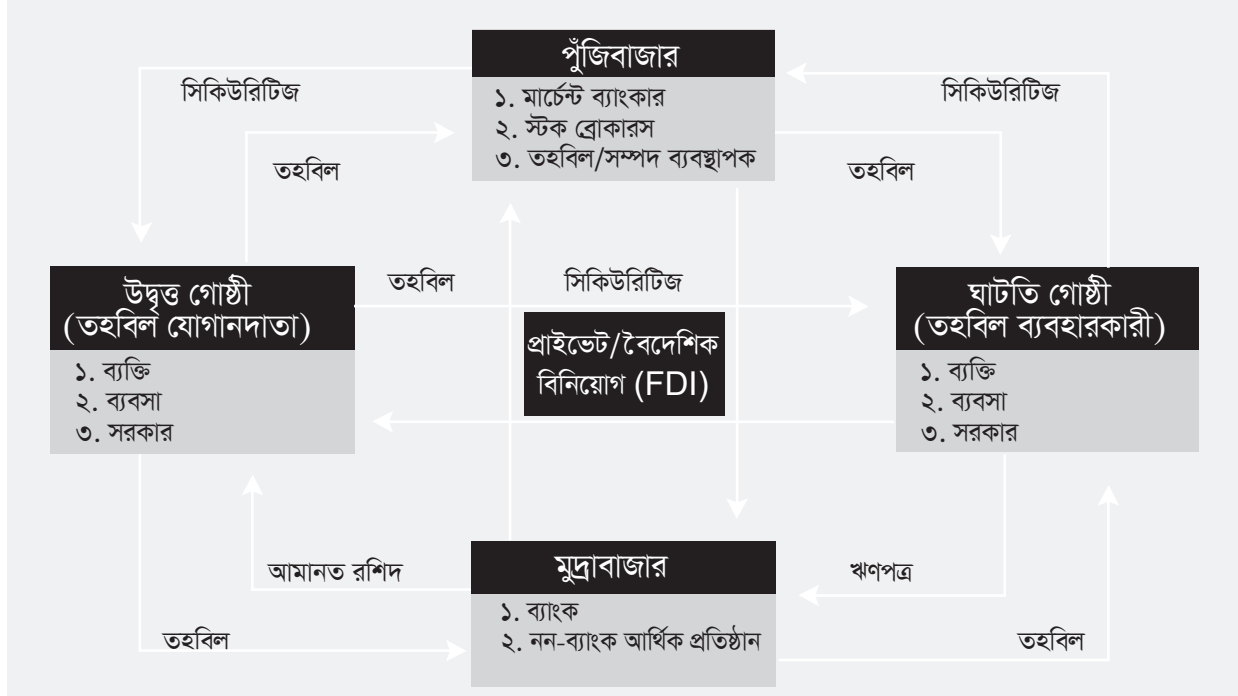 পুঁজিবাজার
১. মার্চেন্ট ব্যাংকার
২. স্টক ব্রোকারস
৩. তহবিল/সম্পদ ব্যবস্থাপক
সিকিউরিটিজ
সিকিউরিটিজ
তহবিল
তহবিল
উদ্বৃত্ত গোষ্ঠী
(তহবিল যোগানদাতা)
১. ব্যক্তি
২. ব্যবসা
৩. সরকার
তহবিল
সিকিউরিটিজ
প্রাইভেট/বৈদেশিক
বিনিয়োগ (FDI)
ঘাটতি গোষ্ঠী
(তহবিল ব্যবহারকারী)
১. ব্যক্তি
২. ব্যবসা
৩. সরকার
আমানত রশিদ
ঋণপত্র
মুদ্রাবাজার
১. ব্যাংক
২. নন-ব্যাংক আর্থিক প্রতিষ্ঠান
তহবিল
তহবিল